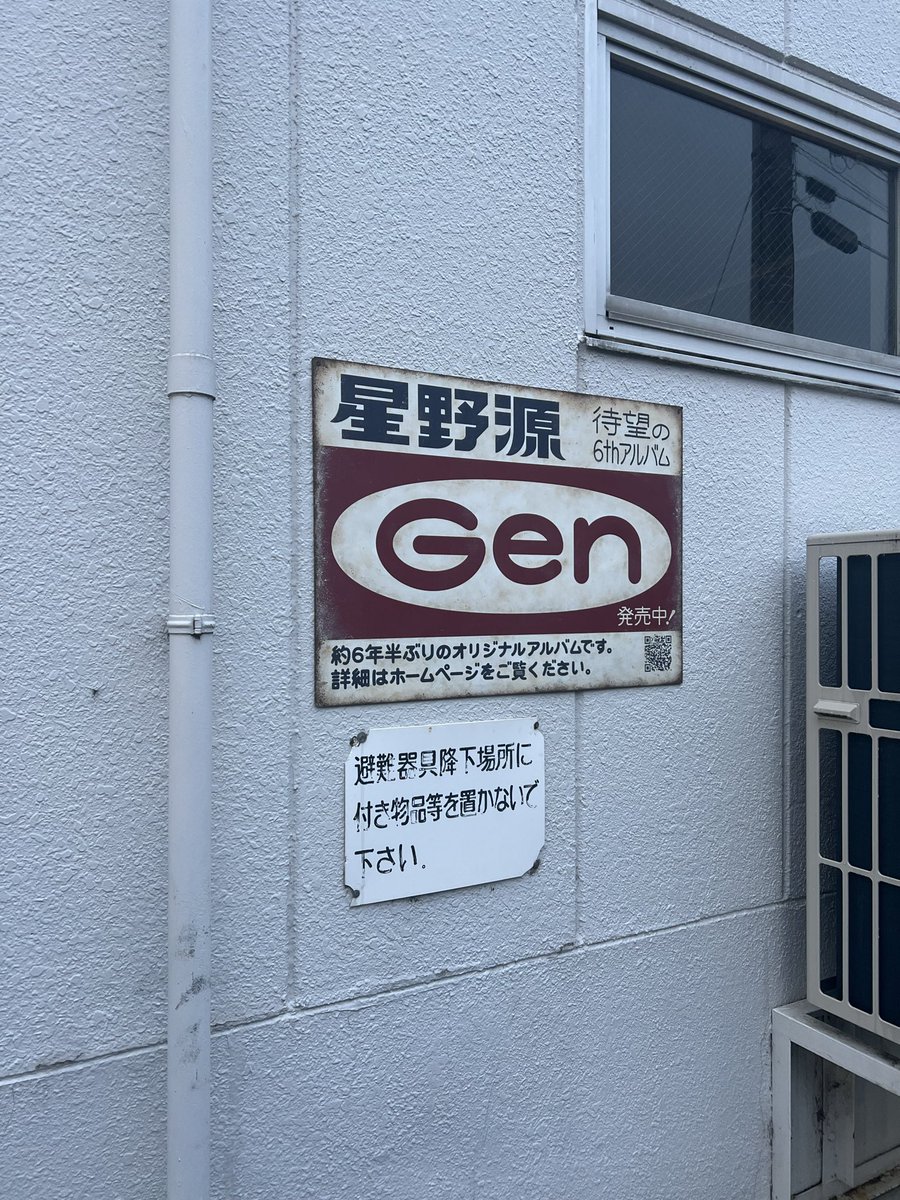 星野源
待望の
6thアルバム
Gen
発売中!
約6年半ぶりのオリジナルアルバムです。
詳細はホームページをご覧ください。
避難器具降下場所に
付き物品等を置かないで
下さい。